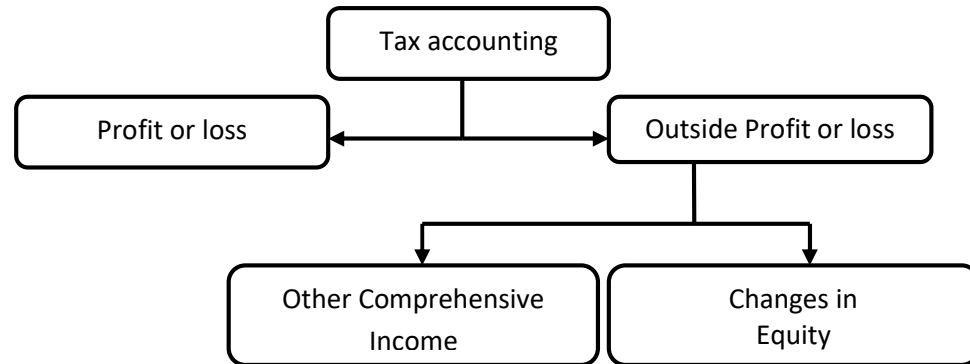 Tax accounting
Profit or loss
Outside Profit or loss
Other Comprehensive
Income
Changes in
Equity